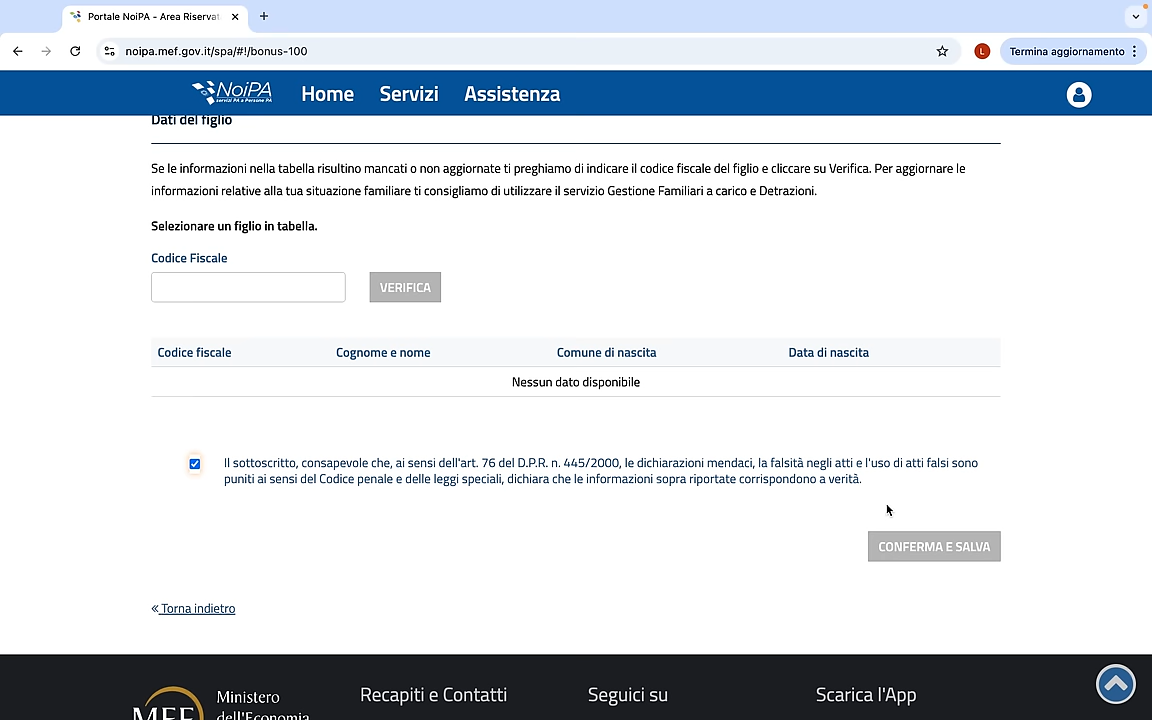 Portale NoiPA - Area Riservat
noipa.mef.gov.it/spa/#!/bonus-100
L
Termina aggiornamento
NoiPA
servizi PA a Persone PA
Home
Servizi
Assistenza
Dati del figlio
Se le informazioni nella tabella risultino mancati o non aggiornate ti preghiamo di indicare il codice fiscale del figlio e cliccare su Verifica. Per aggiornare le
informazioni relative alla tua situazione familiare ti consigliamo di utilizzare il servizio Gestione Familiari a carico e Detrazioni.
Selezionare un figlio in tabella.
Codice Fiscale
VERIFICA
Codice fiscale
Cognome e nome
Comune di nascita
Data di nascita
Nessun dato disponibile
Il sottoscritto, consapevole che, ai sensi dell'art. 76 del D.P.R. n. 445/2000, le dichiarazioni mendaci, la falsità negli atti e l'uso di atti falsi sono
puniti ai sensi del Codice penale e delle leggi speciali, dichiara che le informazioni sopra riportate corrispondono a verità.
CONFERMA E SALVA
« Torna indietro
MEF
Ministero
dell'Economia
Recapiti e Contatti
Seguici su
Scarica l'App